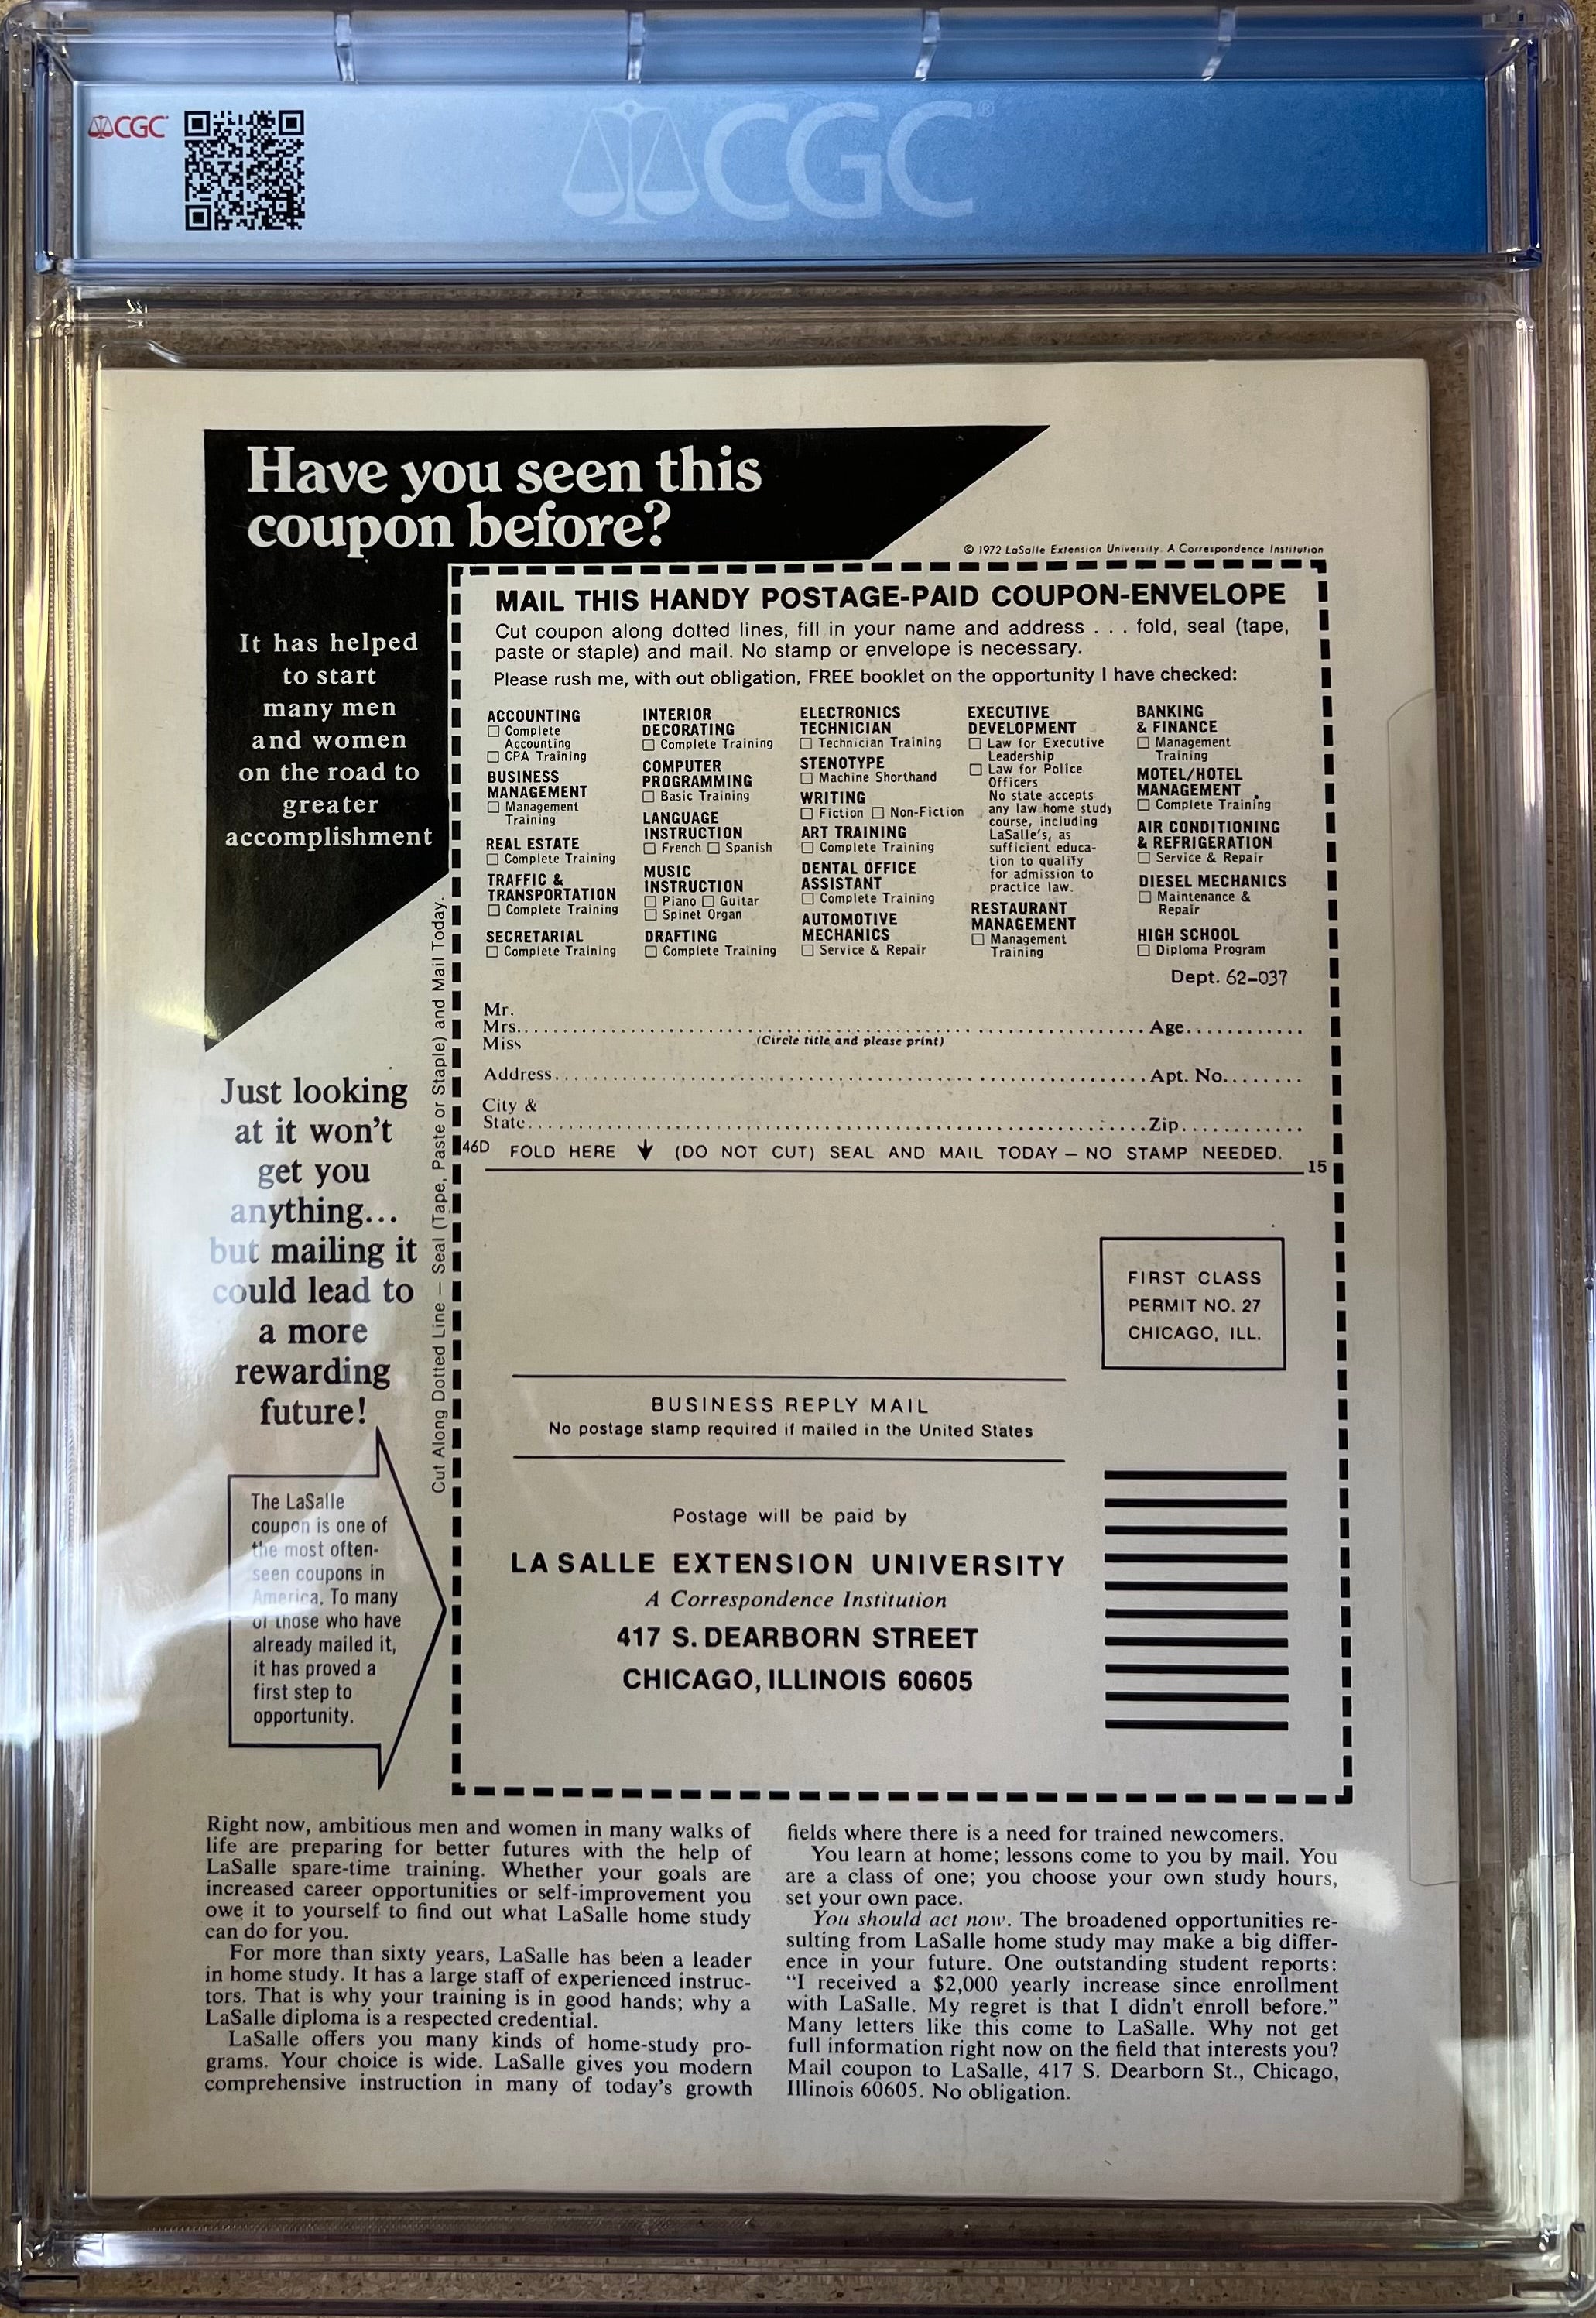 CGC
CGC®
Have you seen this
coupon before?
© 1972 LaSalle Extension University. A Correspondence Institution
It has helped
to start
many men
and women
on the road to
greater
accomplishment
MAIL THIS HANDY POSTAGE-PAID COUPON-ENVELOPE
Cut coupon along dotted lines, fill in your name and address . . . fold, seal (tape,
paste or staple) and mail. No stamp or envelope is necessary.
Please rush me, with out obligation, FREE booklet on the opportunity I have checked:
ACCOUNTING
☐ Complete
Accounting
☐ CPA Training
BUSINESS
MANAGEMENT
☐ Management
Training
REAL ESTATE
☐ Complete Training
TRAFFIC &
TRANSPORTATION
☐ Complete Training
SECRETARIAL
☐ Complete Training
INTERIOR
DECORATING
☐ Complete Training
COMPUTER
PROGRAMMING
☐ Basic Training
LANGUAGE
INSTRUCTION
☐ French ☐ Spanish
MUSIC
INSTRUCTION
☐ Piano ☐ Guitar
☐ Spinet Organ
DRAFTING
☐ Complete Training
ELECTRONICS
TECHNICIAN
☐ Technician Training
STENOTYPE
☐ Machine Shorthand
WRITING
☐ Fiction ☐ Non-Fiction
ART TRAINING
☐ Complete Training
DENTAL OFFICE
ASSISTANT
☐ Complete Training
AUTOMOTIVE
MECHANICS
☐ Service & Repair
EXECUTIVE
DEVELOPMENT
☐ Law for Executive
Leadership
☐ Law for Police
Officers
No state accepts
any law home study
course, including
LaSalle's, as
sufficient educa-
tion to qualify
for admission to
practice law.
RESTAURANT
MANAGEMENT
☐ Management
Training
BANKING
& FINANCE
☐ Management
Training
MOTEL/HOTEL
MANAGEMENT
☐ Complete Training
AIR CONDITIONING
& REFRIGERATION
☐ Service & Repair
DIESEL MECHANICS
☐ Maintenance &
Repair
HIGH SCHOOL
☐ Diploma Program
Dept. 62-037
Mr.
Mrs. Age
Miss (Circle title and please print)
Address Apt. No.
City &
State Zip
46D FOLD HERE ↓ (DO NOT CUT) SEAL AND MAIL TODAY — NO STAMP NEEDED.
15
Cut Along Dotted Line — Seal (Tape, Paste or Staple) and Mail Today.
Just looking
at it won't
get you
anything...
but mailing it
could lead to
a more
rewarding
future!
FIRST CLASS
PERMIT NO. 27
CHICAGO, ILL.
BUSINESS REPLY MAIL
No postage stamp required if mailed in the United States
Postage will be paid by
LA SALLE EXTENSION UNIVERSITY
A Correspondence Institution
417 S. DEARBORN STREET
CHICAGO, ILLINOIS 60605
The LaSalle
coupon is one of
the most often-
seen coupons in
America. To many
of those who have
already mailed it,
it has proved a
first step to
opportunity.
Right now, ambitious men and women in many walks of
life are preparing for better futures with the help of
LaSalle spare-time training. Whether your goals are
increased career opportunities or self-improvement you
owe it to yourself to find out what LaSalle home study
can do for you.
For more than sixty years, LaSalle has been a leader
in home study. It has a large staff of experienced instruc-
tors. That is why your training is in good hands; why a
LaSalle diploma is a respected credential.
LaSalle offers you many kinds of home-study pro-
grams. Your choice is wide. LaSalle gives you modern
comprehensive instruction in many of today's growth
fields where there is a need for trained newcomers.
You learn at home; lessons come to you by mail. You
are a class of one; you choose your own study hours,
set your own pace.
You should act now. The broadened opportunities re-
sulting from LaSalle home study may make a big differ-
ence in your future. One outstanding student reports:
“I received a $2,000 yearly increase since enrollment
with LaSalle. My regret is that I didn't enroll before.”
Many letters like this come to LaSalle. Why not get
full information right now on the field that interests you?
Mail coupon to LaSalle, 417 S. Dearborn St., Chicago,
Illinois 60605. No obligation.